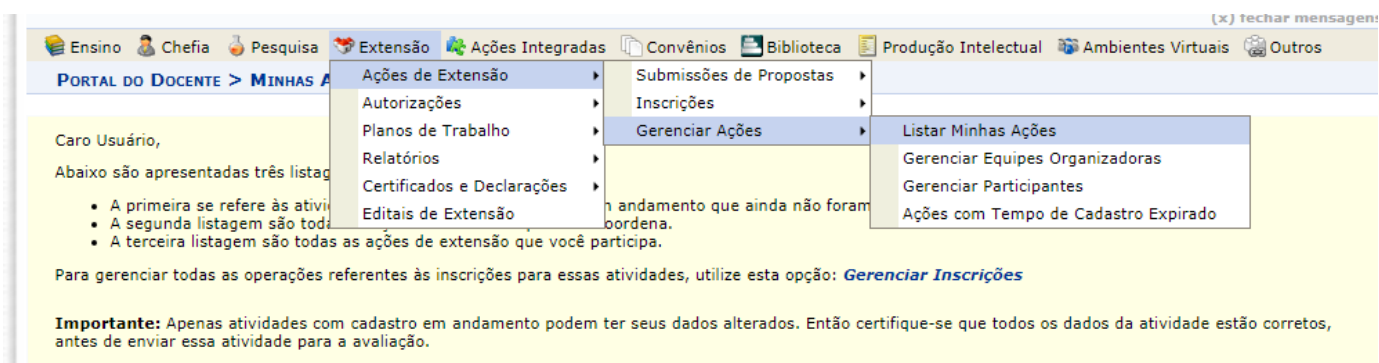 (x) fechar mensagens
Ensino Chefia Pesquisa Extensão Ações Integradas Convênios Biblioteca Produção Intelectual Ambientes Virtuais Outros
PORTAL DO DOCENTE > MINHAS A
Ações de Extensão
Autorizações
Planos de Trabalho
Relatórios
Certificados e Declarações
Editais de Extensão
Submissões de Propostas
Inscrições
Gerenciar Ações
Listar Minhas Ações
Gerenciar Equipes Organizadoras
Gerenciar Participantes
Ações com Tempo de Cadastro Expirado
Caro Usuário,
Abaixo são apresentadas três listag
• A primeira se refere às ativi andamento que ainda não foram
• A segunda listagem são toda oordena.
• A terceira listagem são todas as ações de extensão que você participa.
Para gerenciar todas as operações referentes às inscrições para essas atividades, utilize esta opção: Gerenciar Inscrições
Importante: Apenas atividades com cadastro em andamento podem ter seus dados alterados. Então certifique-se que todos os dados da atividade estão corretos,
antes de enviar essa atividade para a avaliação.